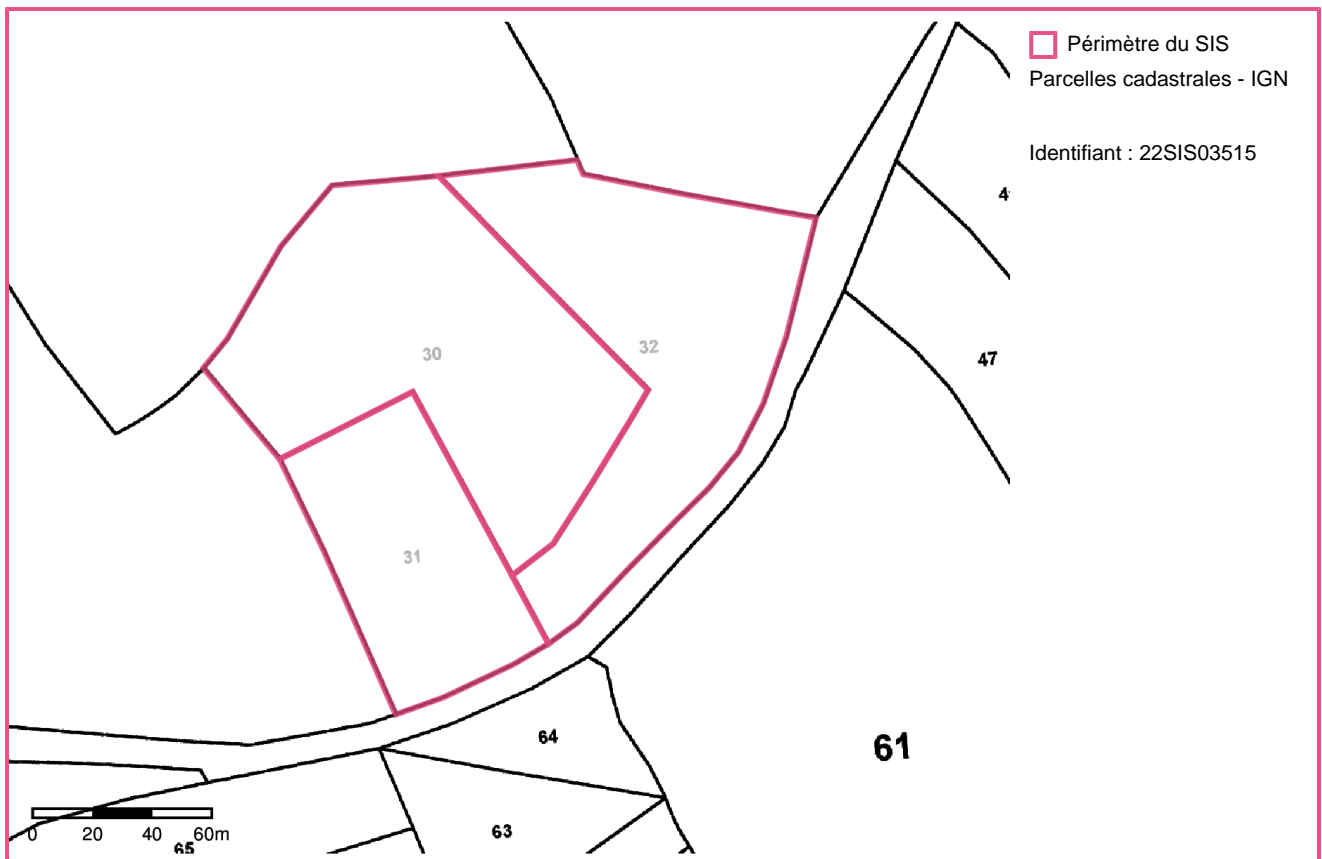 Périmètre du SIS
Parcelles cadastrales - IGN
Identifiant : 22SIS03515
47
32
30
31
64
61
63
65
0 20 40 60m